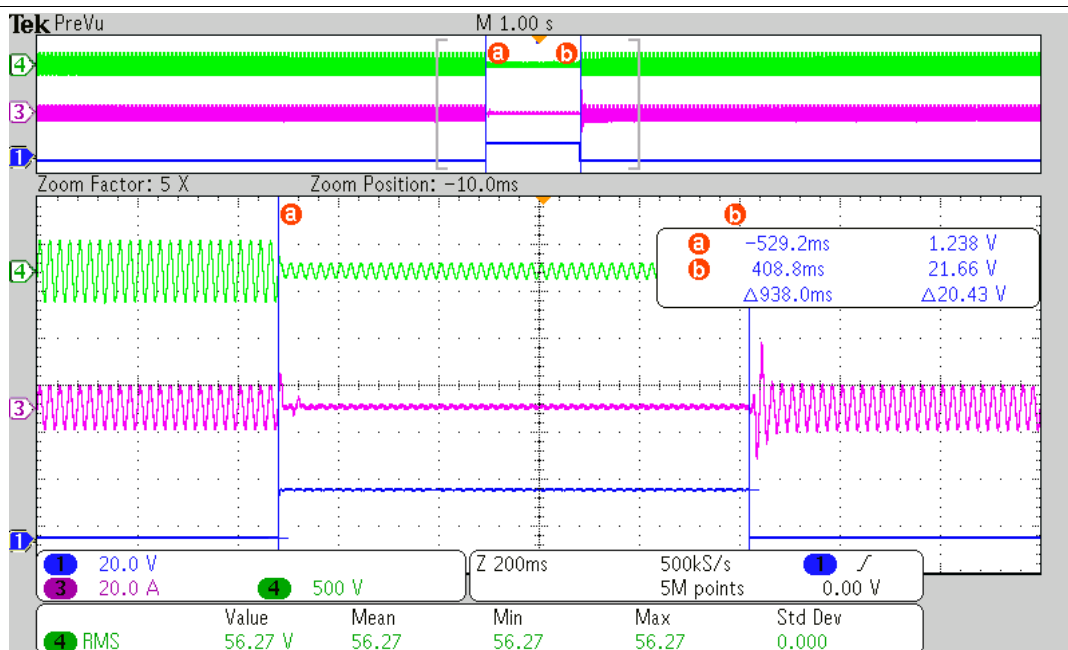 Tek PreVu M 1.00 s
4
a b
3
1
Zoom Factor: 5 X Zoom Position: -10.0ms
a b
a -529.2ms 1.238 V
b 408.8ms 21.66 V
△938.0ms △20.43 V
4
3
1
1 20.0 V Z 200ms 500kS/s 1
3 20.0 A 4 500 V 5M points 0.00 V
Value Mean Min Max Std Dev
4 RMS 56.27 V 56.27 56.27 56.27 0.000